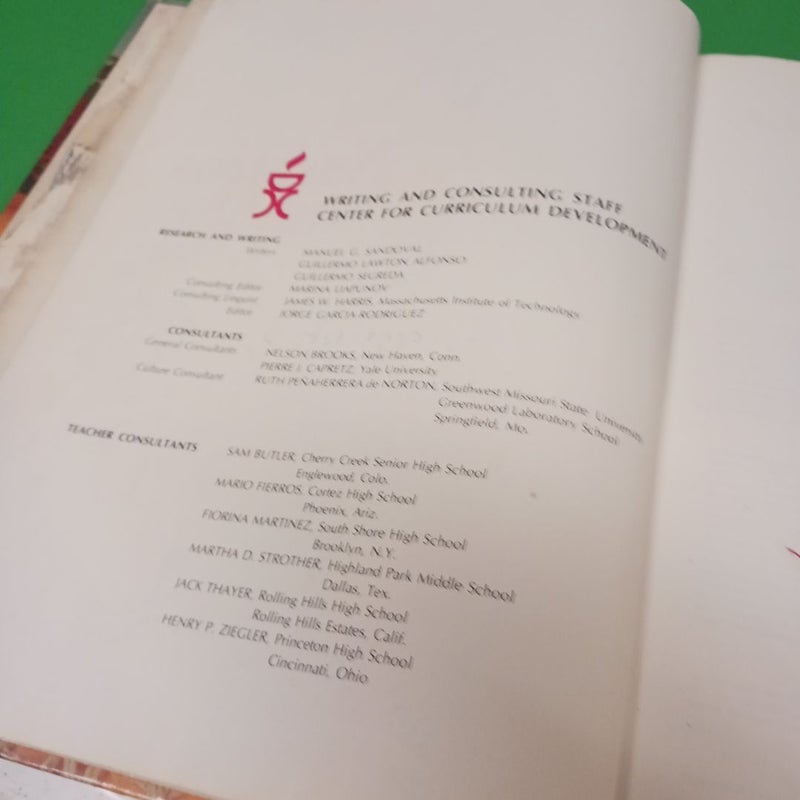 WRITING AND CONSULTING STAFF
CENTER FOR CURRICULUM DEVELOPMENT
RESEARCH AND WRITING
Writers MANUEL G. SANDOVAL
GUILLERMO LAWTON ALFONSO
GUILLERMO SEGREDA
Consulting Editor MARINA LIAPUNOV
Consulting Linguist JAMES W. HARRIS, Massachusetts Institute of Technology
Editor JORGE GARCIA-RODRIGUEZ
CONSULTANTS
General Consultants NELSON BROOKS, New Haven, Conn.
PIERRE J. CAPRETZ, Yale University
Culture Consultant RUTH PEÑAHERRERA de NORTON, Southwest Missouri State University
Greenwood Laboratory School
Springfield, Mo.
TEACHER CONSULTANTS SAM BUTLER, Cherry Creek Senior High School
Englewood, Colo.
MARIO FIERROS, Cortez High School
Phoenix, Ariz.
FIORINA MARTINEZ, South Shore High School
Brooklyn, N.Y.
MARTHA D. STROTHER, Highland Park Middle School
Dallas, Tex.
JACK THAYER, Rolling Hills High School
Rolling Hills Estates, Calif.
HENRY P. ZIEGLER, Princeton High School
Cincinnati, Ohio